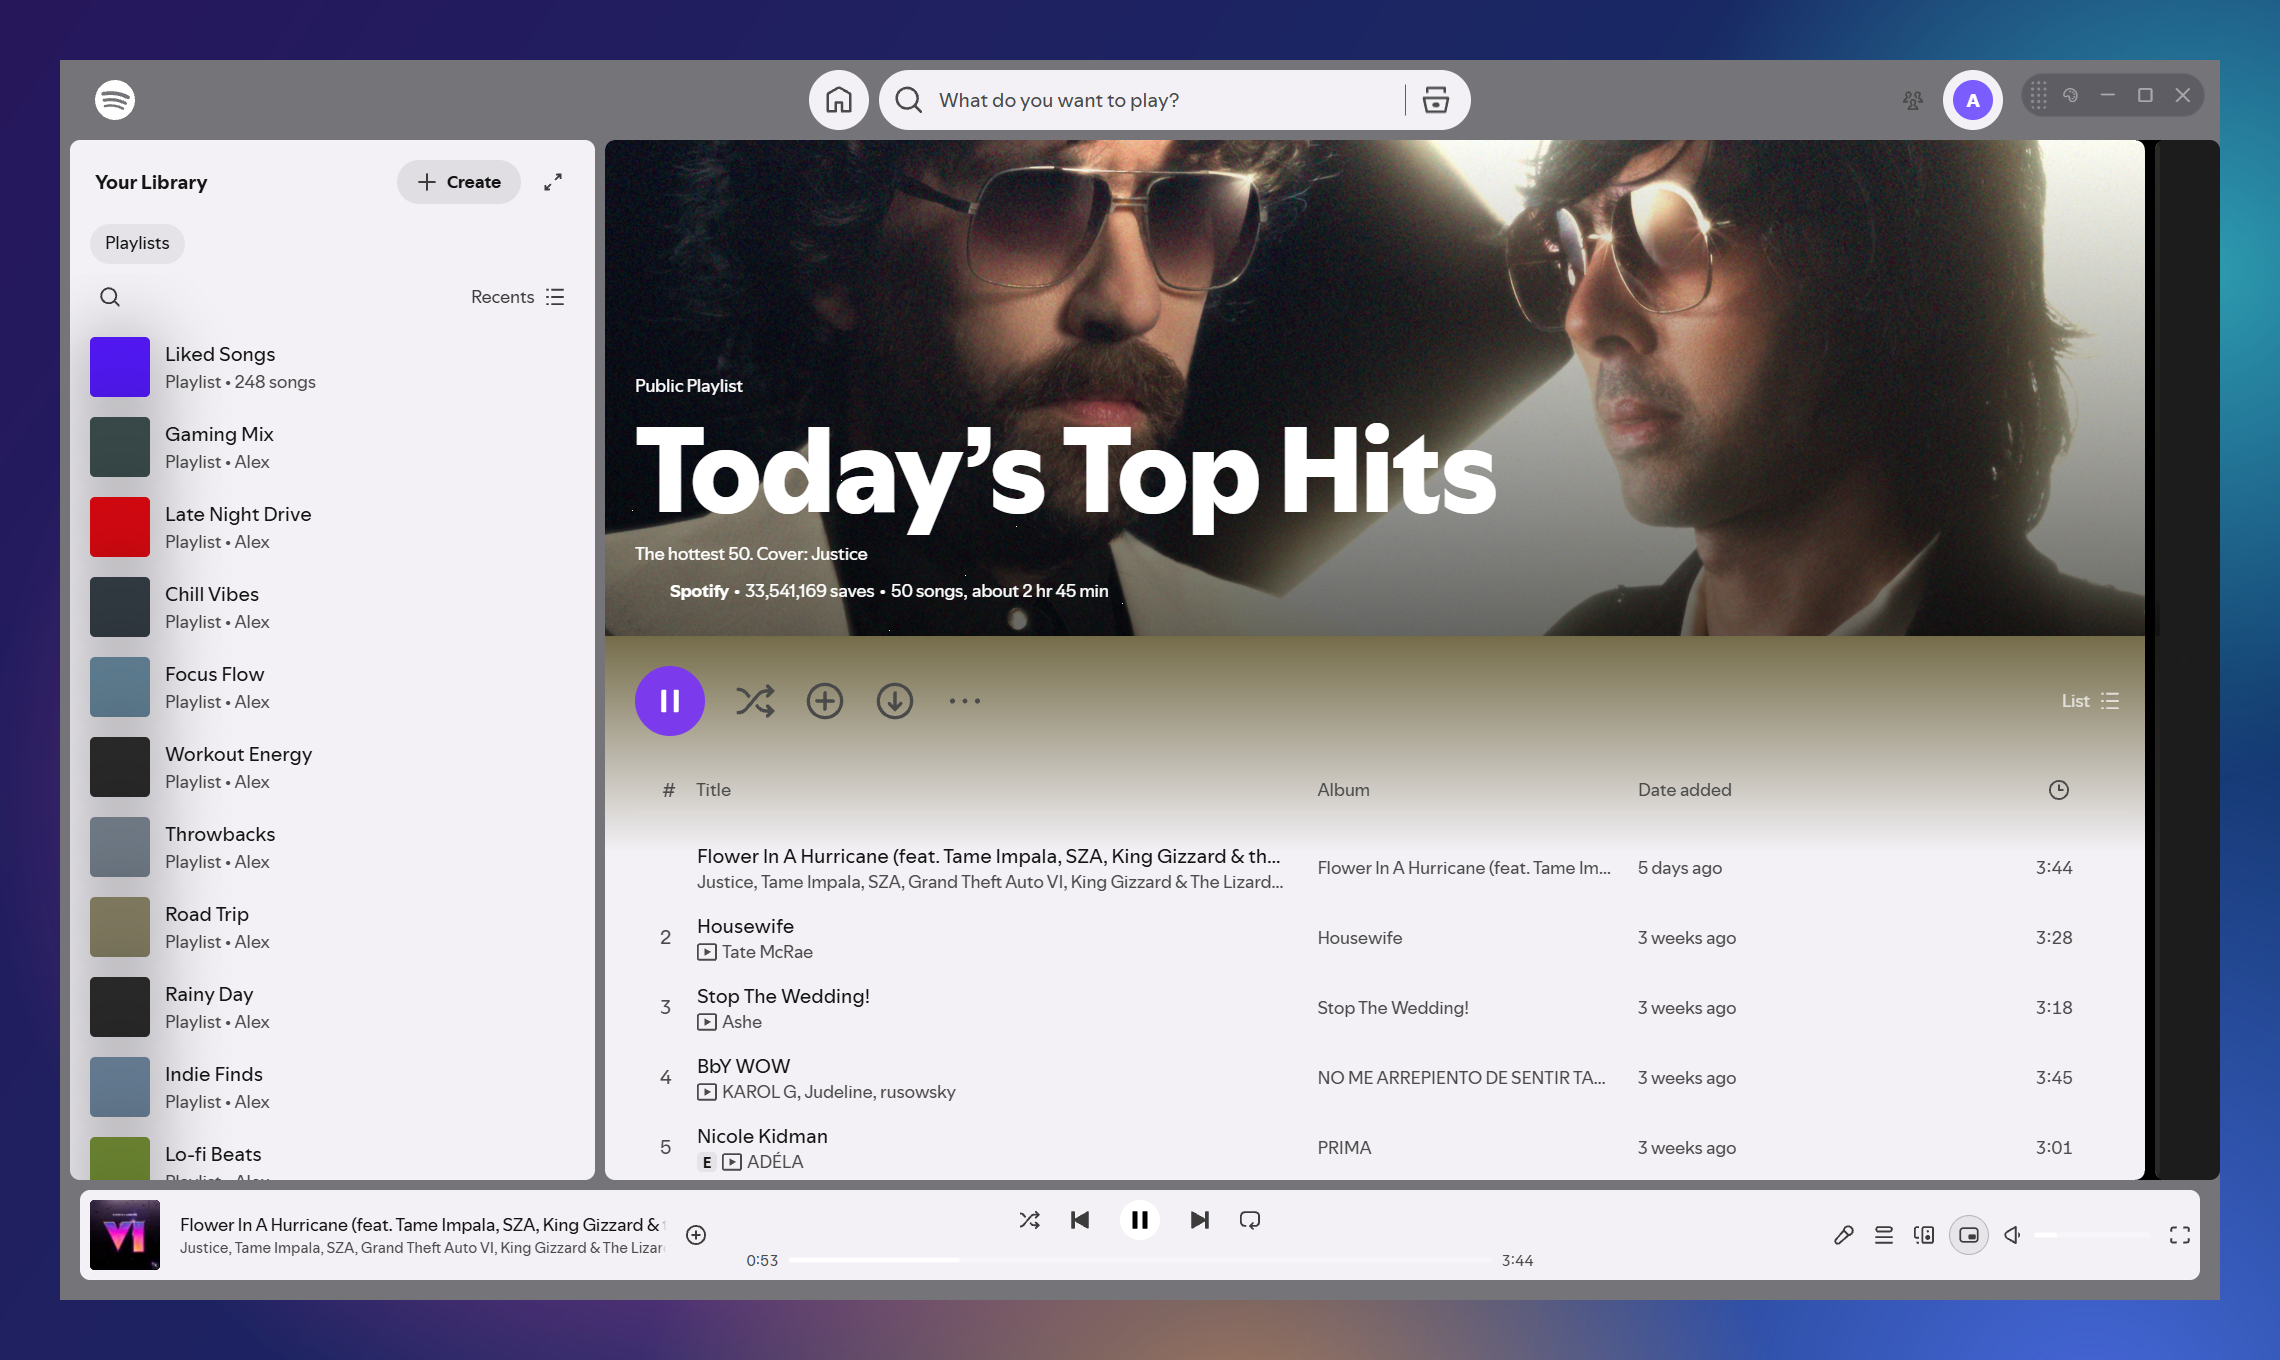 What do you want to play?
A
Your Library
Create
Playlists
Recents
Liked Songs
Playlist • 248 songs
Gaming Mix
Playlist • Alex
Late Night Drive
Playlist • Alex
Chill Vibes
Playlist • Alex
Focus Flow
Playlist • Alex
Workout Energy
Playlist • Alex
Throwbacks
Playlist • Alex
Road Trip
Playlist • Alex
Rainy Day
Playlist • Alex
Indie Finds
Playlist • Alex
Lo-fi Beats
Playlist • Alex
Public Playlist
Today’s Top Hits
The hottest 50. Cover: Justice
Spotify • 33,541,169 saves • 50 songs, about 2 hr 45 min
List
# Title Album Date added
Flower In A Hurricane (feat. Tame Impala, SZA, King Gizzard & th...
Justice, Tame Impala, SZA, Grand Theft Auto VI, King Gizzard & The Lizard...
Flower In A Hurricane (feat. Tame Im... 5 days ago 3:44
2 Housewife
Tate McRae
Housewife 3 weeks ago 3:28
3 Stop The Wedding!
Ashe
Stop The Wedding! 3 weeks ago 3:18
4 BbY WOW
KAROL G, Judeline, rusowsky
NO ME ARREPIENTO DE SENTIR TA... 3 weeks ago 3:45
5 Nicole Kidman
E ADÉLA
PRIMA 3 weeks ago 3:01
VI
Flower In A Hurricane (feat. Tame Impala, SZA, King Gizzard &
Justice, Tame Impala, SZA, Grand Theft Auto VI, King Gizzard & The Lizar
0:53
3:44